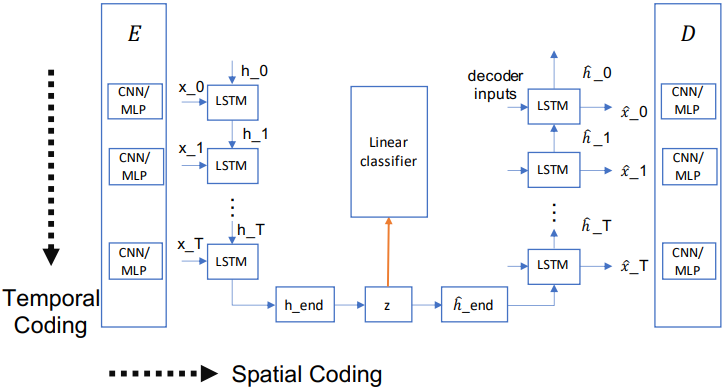 E
CNN/
MLP
CNN/
MLP
CNN/
MLP
x_0
x_1
x_T
h_0
LSTM
h_1
LSTM
h_T
LSTM
h_end
z
ĥ_end
Linear
classifier
decoder
inputs
ĥ_0
LSTM
x̂_0
ĥ_1
LSTM
x̂_1
ĥ_T
LSTM
x̂_T
D
CNN/
MLP
CNN/
MLP
CNN/
MLP
Temporal
Coding
Spatial Coding